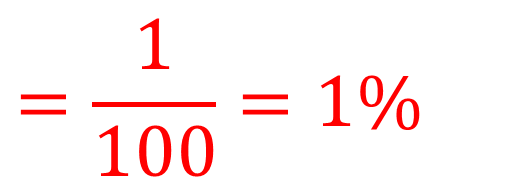 = 1/100 = 1%